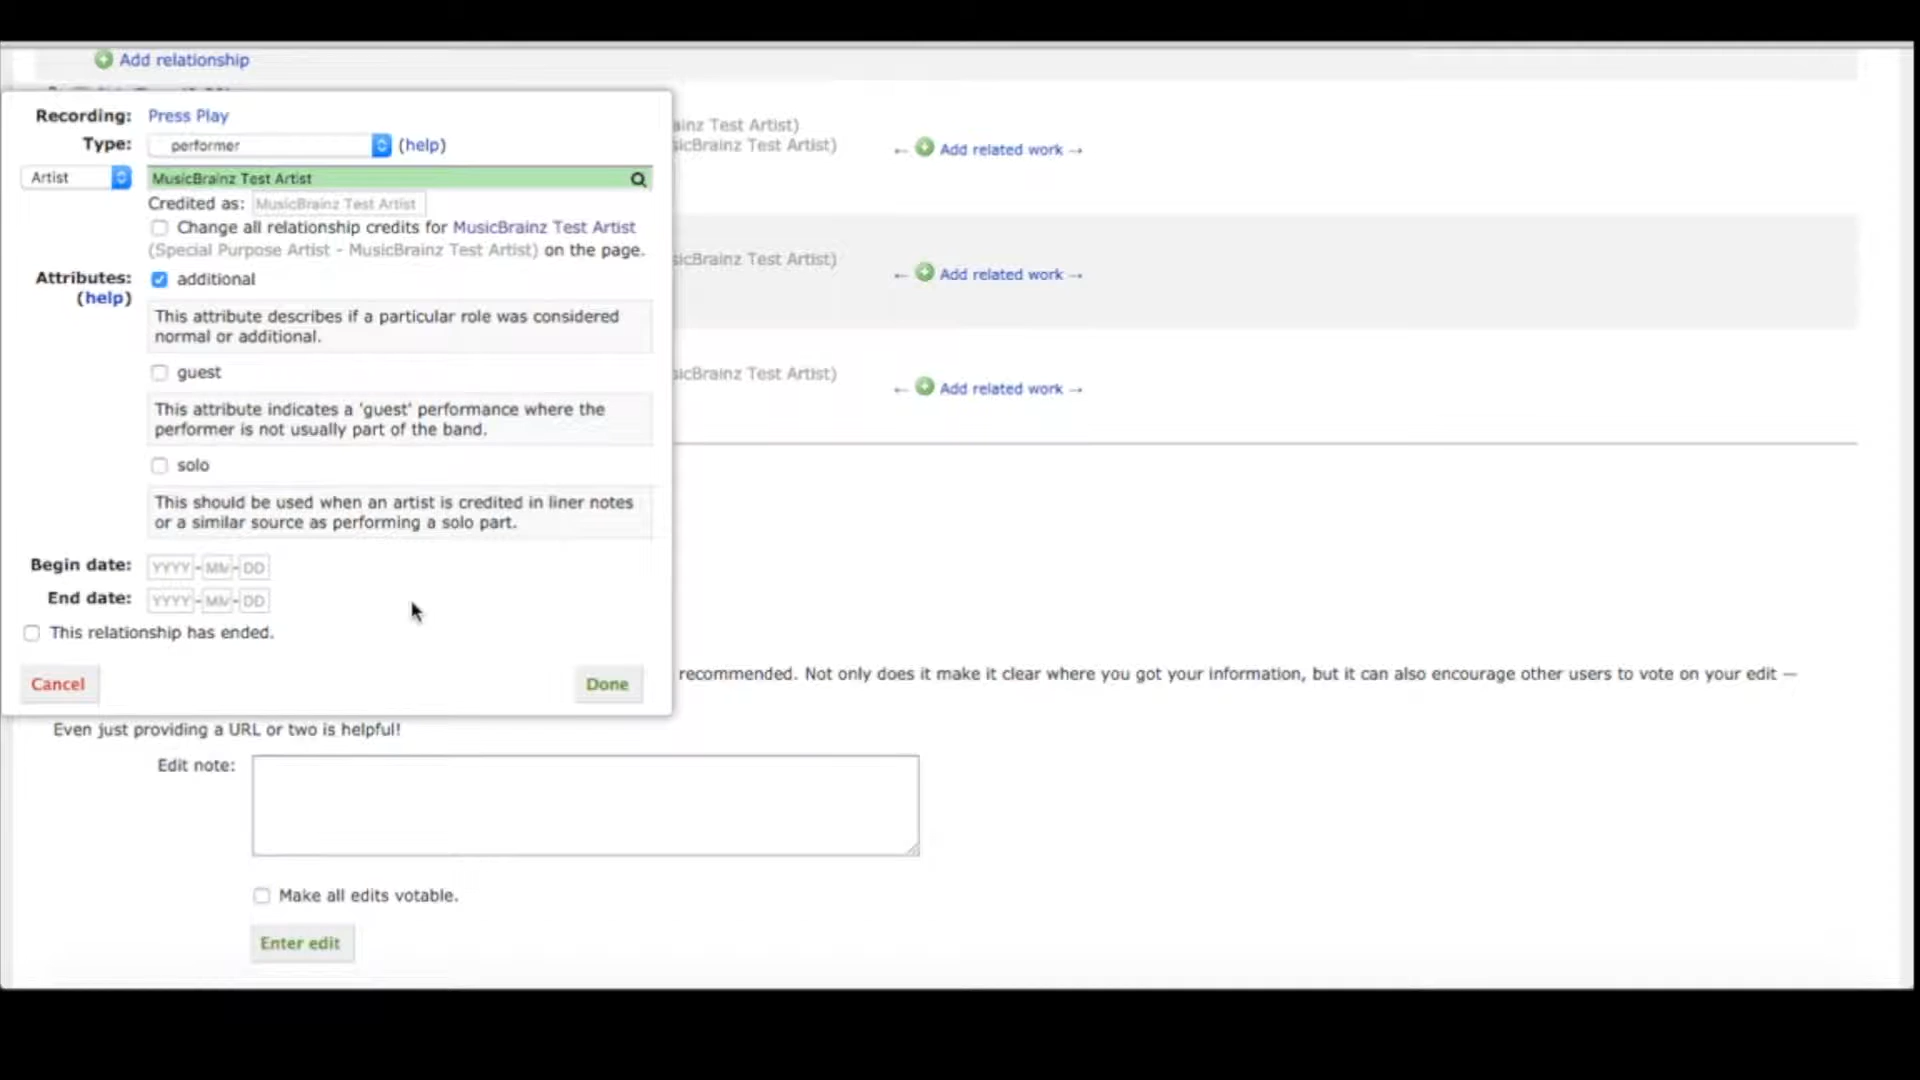 Add relationship
Recording: Press Play
Type: performer (help)
Artist MusicBrainz Test Artist
Credited as: MusicBrainz Test Artist
Change all relationship credits for MusicBrainz Test Artist
(Special Purpose Artist - MusicBrainz Test Artist) on the page.
Attributes: additional
(help)
This attribute describes if a particular role was considered
normal or additional.
guest
This attribute indicates a 'guest' performance where the
performer is not usually part of the band.
solo
This should be used when an artist is credited in liner notes
or a similar source as performing a solo part.
Begin date: YYYY-MM-DD
End date: YYYY-MM-DD
This relationship has ended.
Cancel
Done
ainz Test Artist)
sicBrainz Test Artist)
← Add related work →
sicBrainz Test Artist)
← Add related work →
sicBrainz Test Artist)
← Add related work →
recommended. Not only does it make it clear where you got your information, but it can also encourage other users to vote on your edit —
Even just providing a URL or two is helpful!
Edit note:
Make all edits votable.
Enter edit